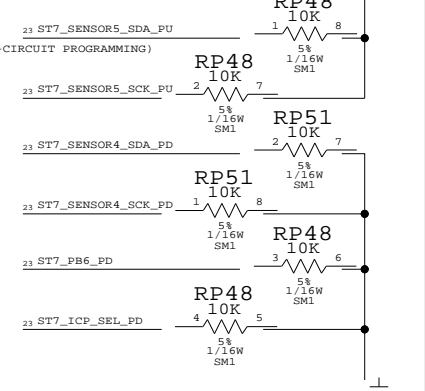 RP48
10K
23 ST7_SENSOR5_SDA_PU 1 8
5%
1/16W
SM1
-CIRCUIT PROGRAMMING)
RP48
10K
23 ST7_SENSOR5_SCK_PU 2 7
5%
1/16W
SM1
RP51
10K
23 ST7_SENSOR4_SDA_PD 2 7
5%
1/16W
SM1
RP51
10K
23 ST7_SENSOR4_SCK_PD 1 8
5%
1/16W
SM1
RP48
10K
23 ST7_PB6_PD 3 6
5%
1/16W
SM1
RP48
10K
23 ST7_ICP_SEL_PD 4 5
5%
1/16W
SM1